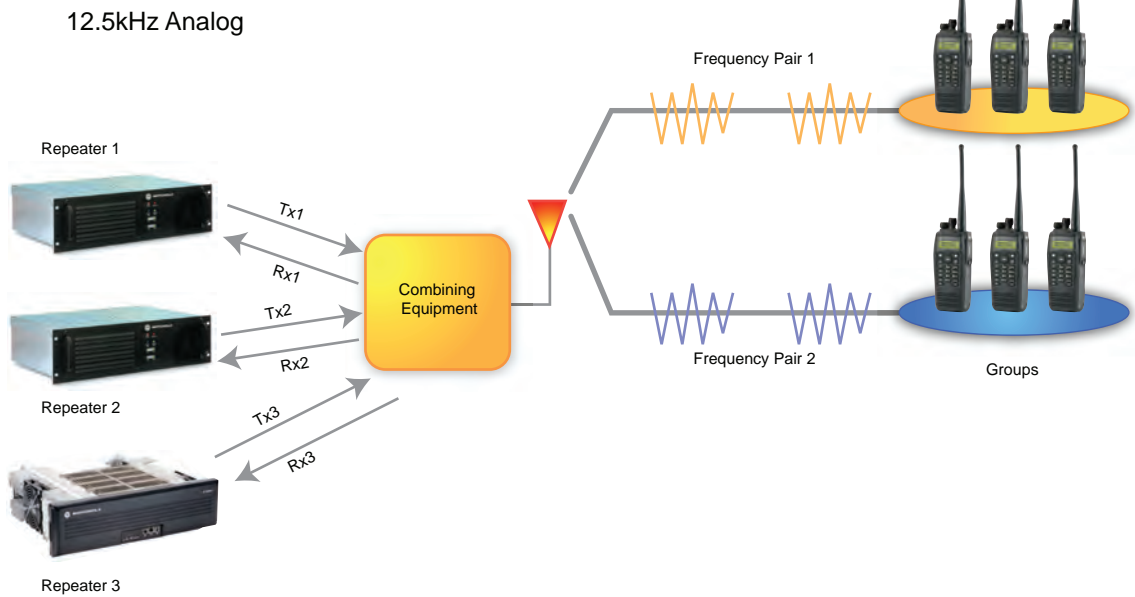 12.5kHz Analog
Frequency Pair 1
Repeater 1
Tx1
Rx1
Combining
Equipment
Tx2
Rx2
Frequency Pair 2
Groups
Repeater 2
Tx3
Rx3
Repeater 3